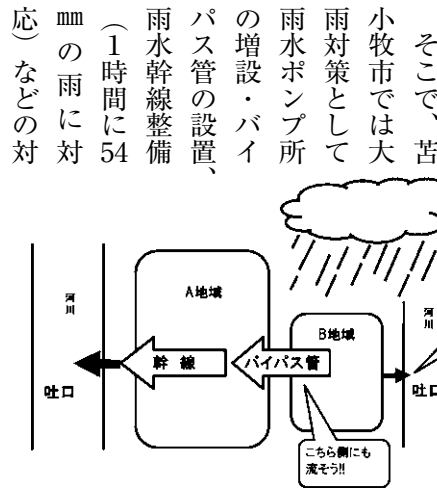 そこで、苫
小牧市では大
雨対策として
雨水ポンプ所
の増設・バイ
パス管の設置、
雨水幹線整備
（１時間に54
㎜の雨に対
応）などの対
河川
吐口
A地域
幹線
バイパス管
B地域
河川
吐口
こちら側にも
流そう!!